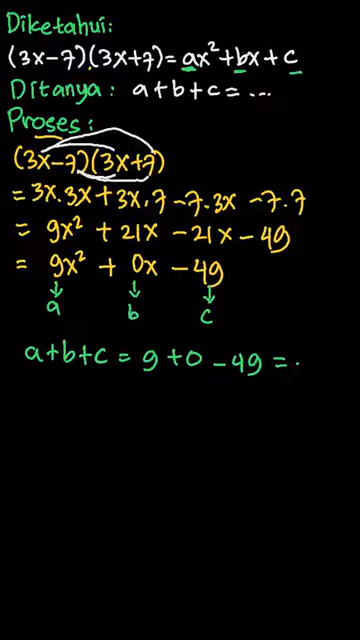 Diketahui:
(3x-7)(3x+7) = ax² + bx + c
Ditanya: a+b+c = ...
Proses:
(3x-7)(3x+7)
= 3x.3x + 3x.7 - 7.3x - 7.7
= 9x² + 21x - 21x - 49
= 9x² + 0x - 49
a b c
a+b+c = 9 + 0 - 49 = .